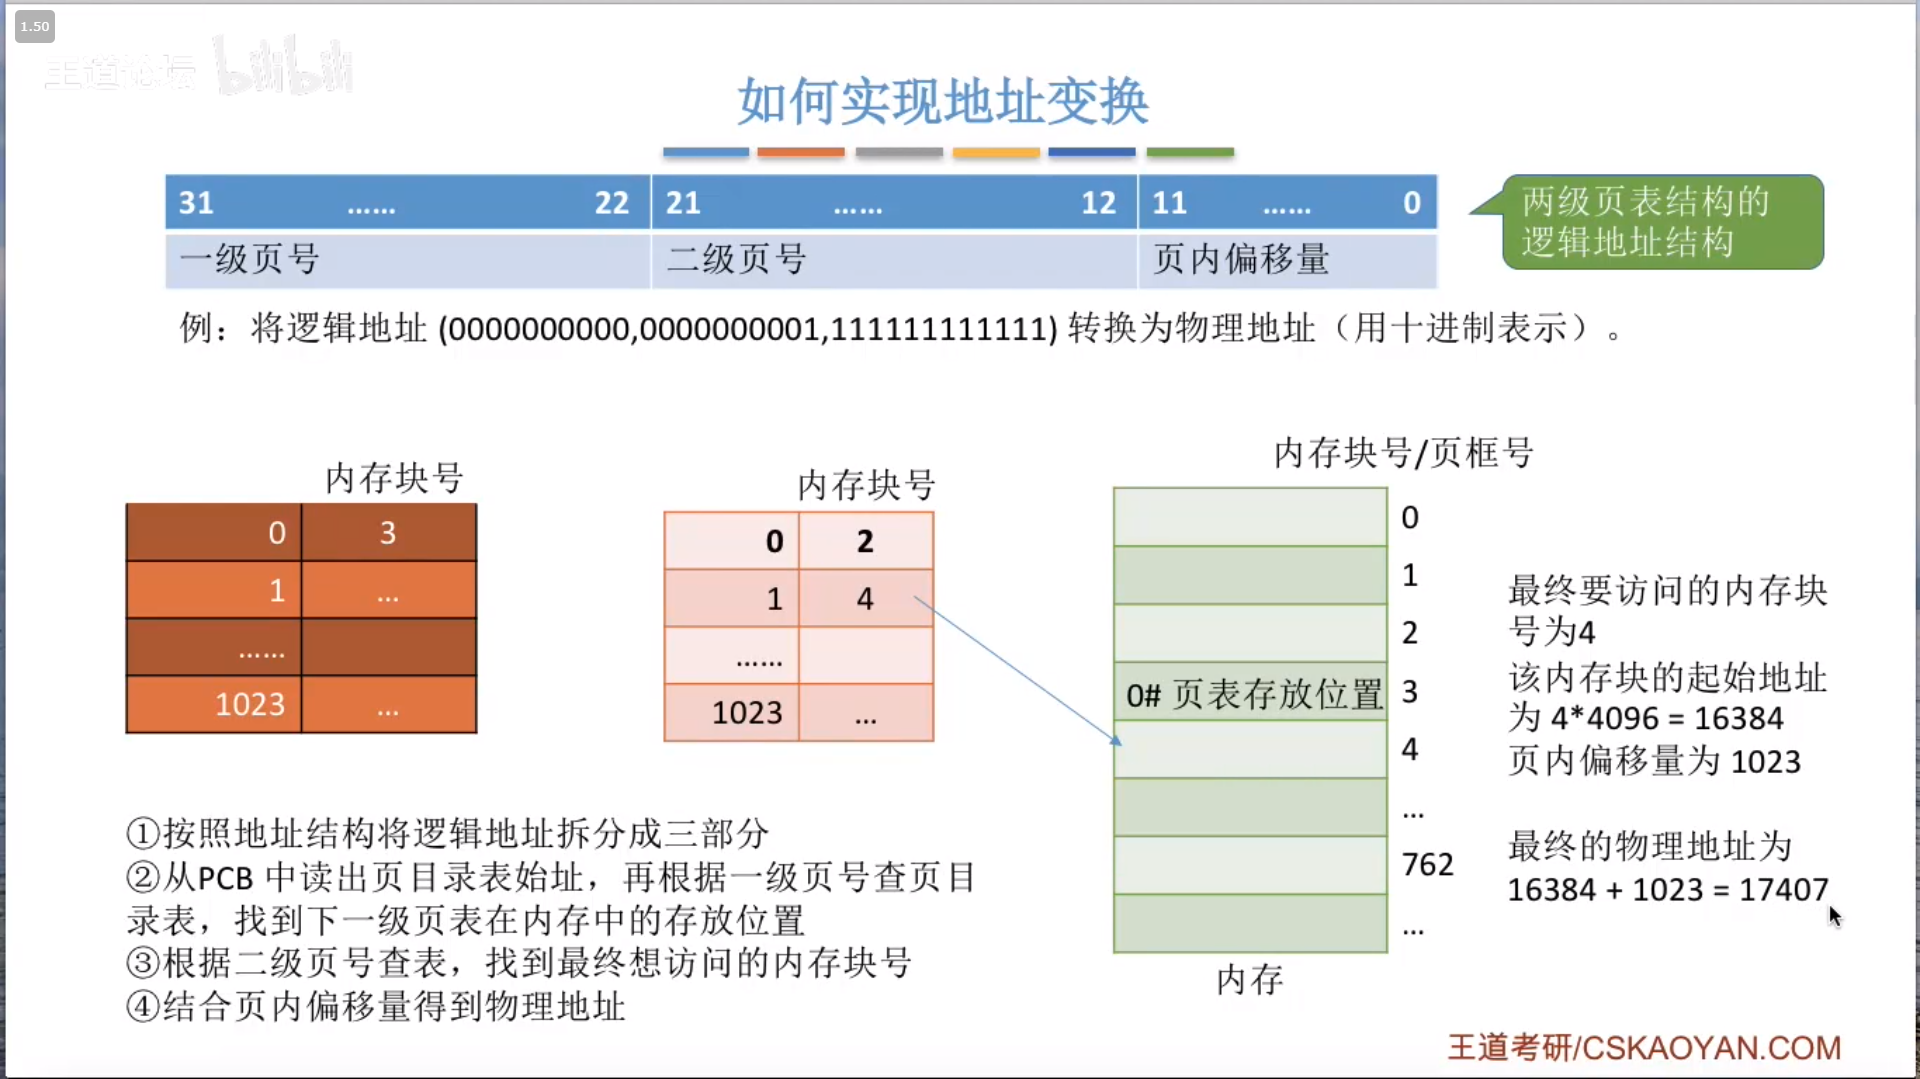 1.50
王道论坛 bilibili
如何实现地址变换
31 …… 22 21 …… 12 11 …… 0
一级页号 二级页号 页内偏移量
两级页表结构的
逻辑地址结构
例：将逻辑地址 (0000000000,0000000001,111111111111) 转换为物理地址（用十进制表示）。
内存块号
0 3
1 …
……
1023 …
内存块号
0 2
1 4
……
1023 …
内存块号/页框号
0
1
2
0# 页表存放位置 3
4
…
762
…
内存
最终要访问的内存块
号为4
该内存块的起始地址
为 4*4096 = 16384
页内偏移量为 1023
最终的物理地址为
16384 + 1023 = 17407
①按照地址结构将逻辑地址拆分成三部分
②从PCB 中读出页目录表始址，再根据一级页号查页目
录表，找到下一级页表在内存中的存放位置
③根据二级页号查表，找到最终想访问的内存块号
④结合页内偏移量得到物理地址
王道考研/CSKAOYAN.COM